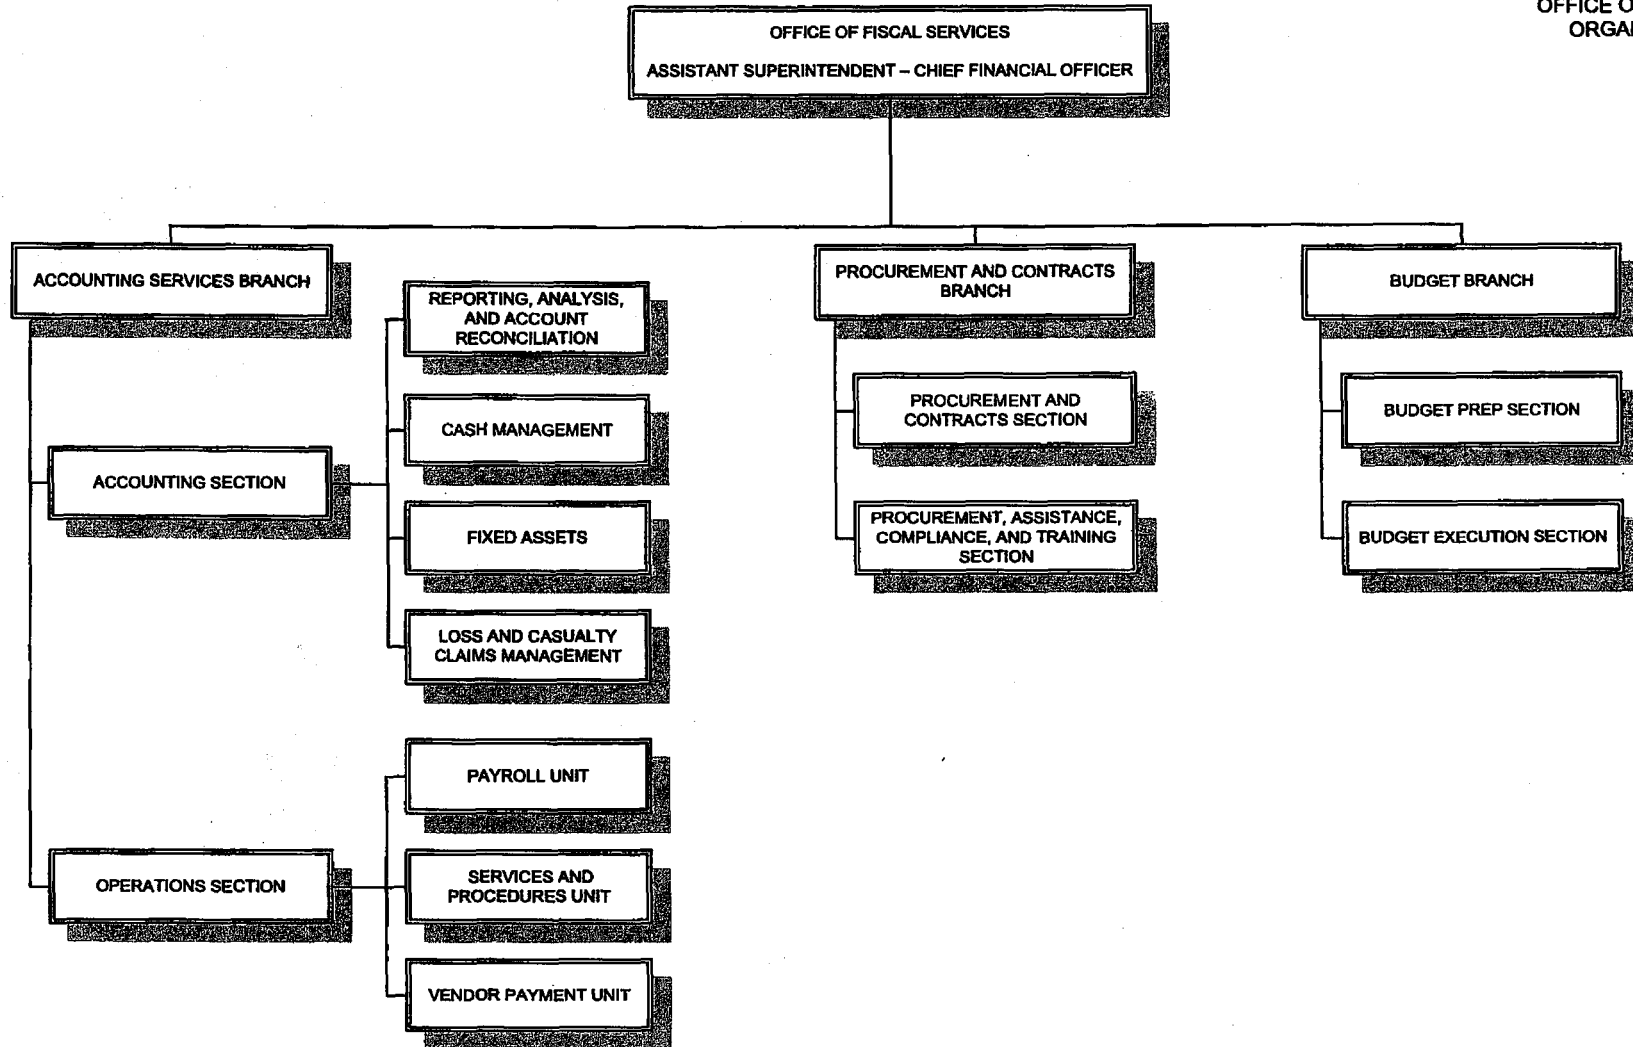 OFFICE OF FISCAL SERVICES
ASSISTANT SUPERINTENDENT – CHIEF FINANCIAL OFFICER
OFFICE
ACCOUNTING SERVICES BRANCH
REPORTING, ANALYSIS,
AND ACCOUNT
RECONCILIATION
CASH MANAGEMENT
ACCOUNTING SECTION
FIXED ASSETS
LOSS AND CASUALTY
CLAIMS MANAGEMENT
PAYROLL UNIT
OPERATIONS SECTION
SERVICES AND
PROCEDURES UNIT
VENDOR PAYMENT UNIT
PROCUREMENT AND CONTRACTS
BRANCH
PROCUREMENT AND
CONTRACTS SECTION
PROCUREMENT, ASSISTANCE,
COMPLIANCE, AND TRAINING
SECTION
BUDGET BRANCH
BUDGET PREP SECTION
BUDGET EXECUTION SECTION